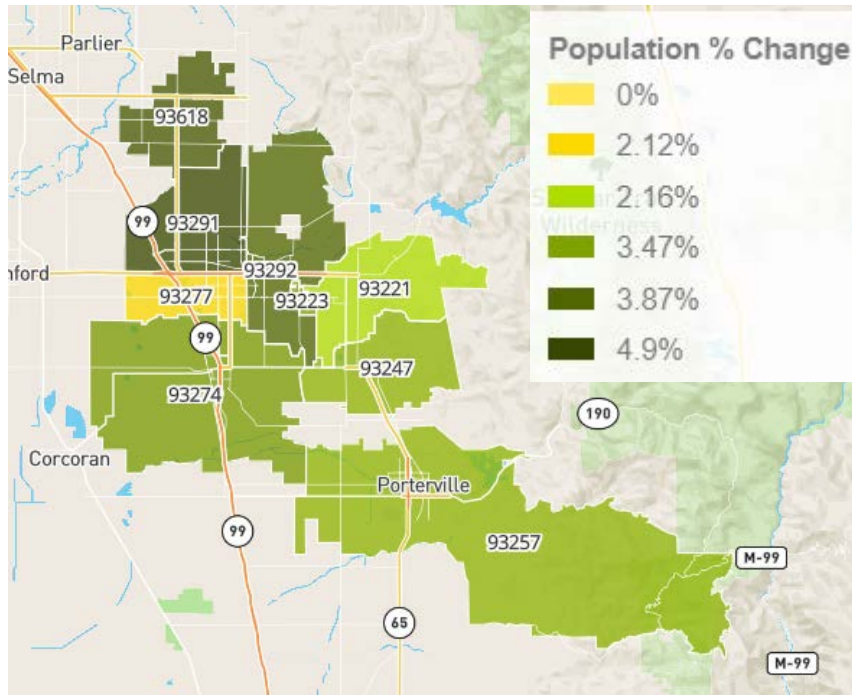 Population % Change
0%
2.12%
2.16%
3.47%
3.87%
4.9%
Parlier
Selma
93618
99
93291
nford
93292
93277
93223
93221
99
93247
93274
190
Corcoran
Porterville
99
93257
M-99
65
M-99
Wilderness